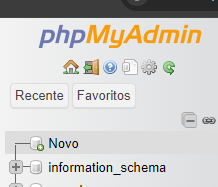 phpMyAdmin
Recente Favoritos
Novo
information_schema